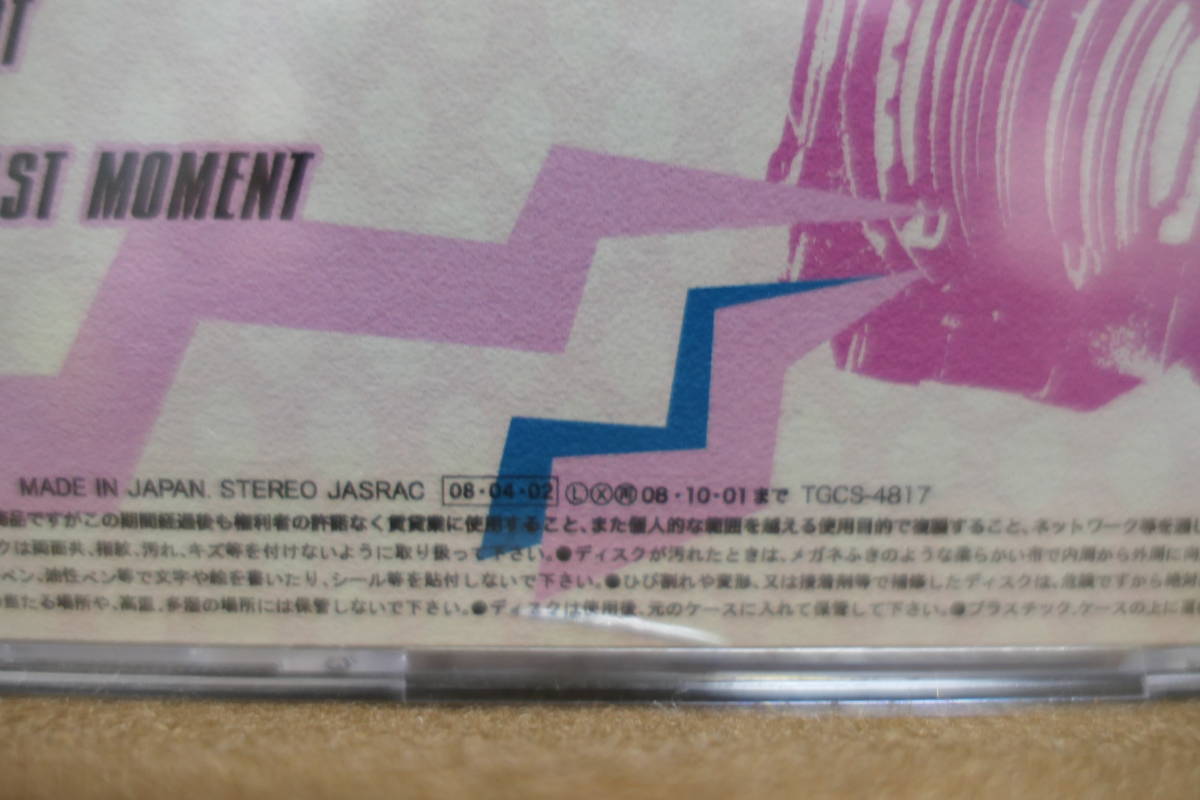 T
ST MOMENT
MADE IN JAPAN. STEREO JASRAC 08・04・02 ⓁⓍ 08・10・01まで TGCS-4817
商品ですがこの期間経過後も権利者の許諾なく賃貸業に使用すること、また個人的な範囲を越える使用目的で複製すること、ネットワーク等を
クは両面共、指紋、汚れ、キズ等を付けないように取り扱って下さい。●ディスクが汚れたときは、メガネふきのような柔らかい布で内周から外周に
ペン、油性ペン等で文字や絵を書いたり、シール等を貼付しないで下さい。●ひび割れや変形、又は接着剤等で補修したディスクは、危険ですから絶対
の当たる場所や、高温、多湿の場所には保管しないで下さい。●ディスクは使用後、元のケースに入れて保管して下さい。●プラスチックケースの上に